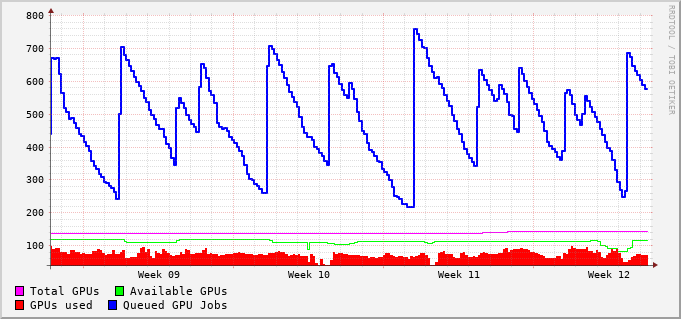 800
700
600
500
400
300
200
100
Week 09 Week 10 Week 11 Week 12
Total GPUs Available GPUs
GPUs used Queued GPU Jobs
RRDTOOL / TOBI OETIKER